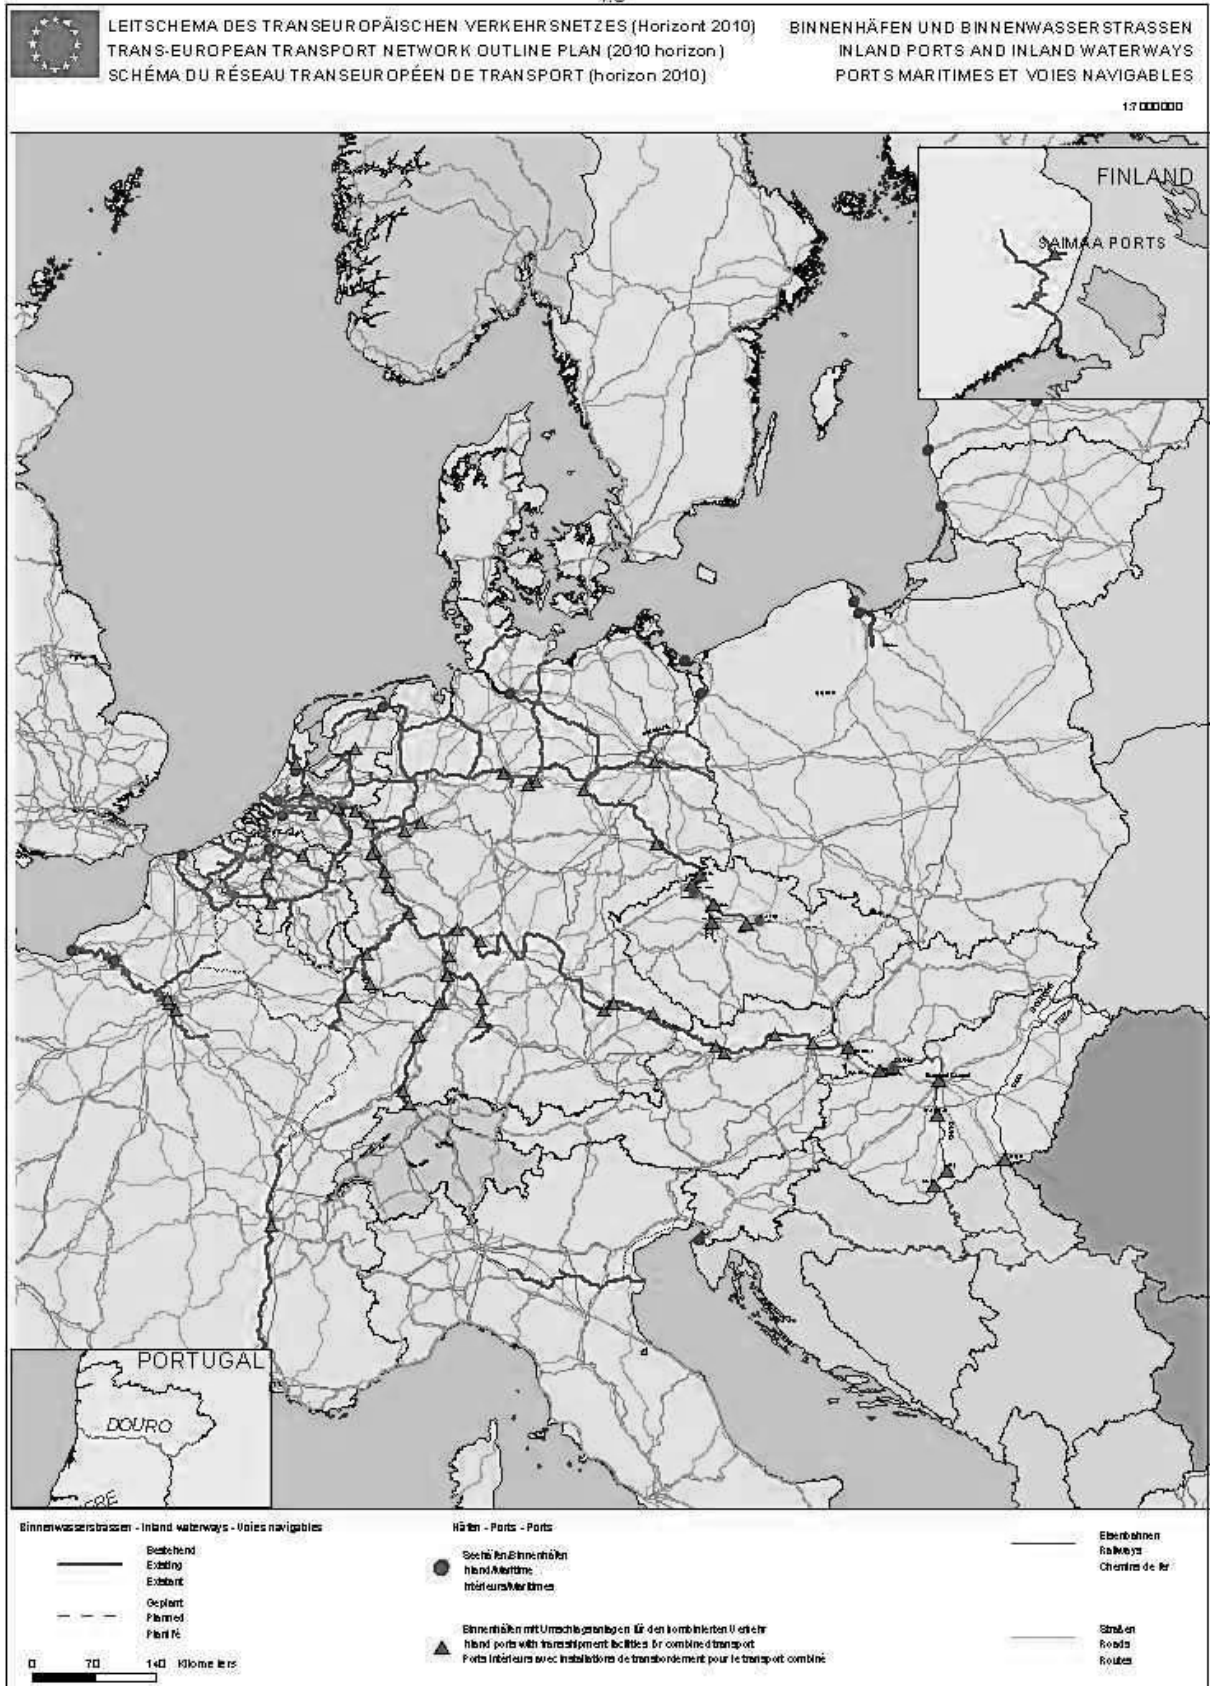 LEITSCHEMA DES TRANSEUROPÄISCHEN VERKEHRSNETZES (Horizont 2010)
TRANS-EUROPEAN TRANSPORT NETWORK OUTLINE PLAN (2010 horizon)
SCHÉMA DU RÉSEAU TRANSEUROPÉEN DE TRANSPORT (horizon 2010)
BINNENHÄFEN UND BINNENWASSERSTRASSEN
INLAND PORTS AND INLAND WATERWAYS
PORTS MARITIMES ET VOIES NAVIGABLES
1:7 000000
FINLAND
SAIMAA PORTS
PORTUGAL
DOURO
Binnenwasserstrassen - Inland waterways - Voies navigables
Bestehend
Existing
Existant
Geplant
Planned
Planifé
0 70 140 Kilometers
Häfen - Ports - Ports
Seehäfen/Binnenhäfen
Inland/Maritime
Intérieurs/Maritimes
Binnenhäfen mit Umschlagsanlagen für den kombinierten Verkehr
Inland ports with transshipment facilities for combined transport
Ports Intérieurs avec installations de transbordement pour le transport combiné
Eisenbahnen
Railways
Chemins de fer
Straßen
Roads
Routes